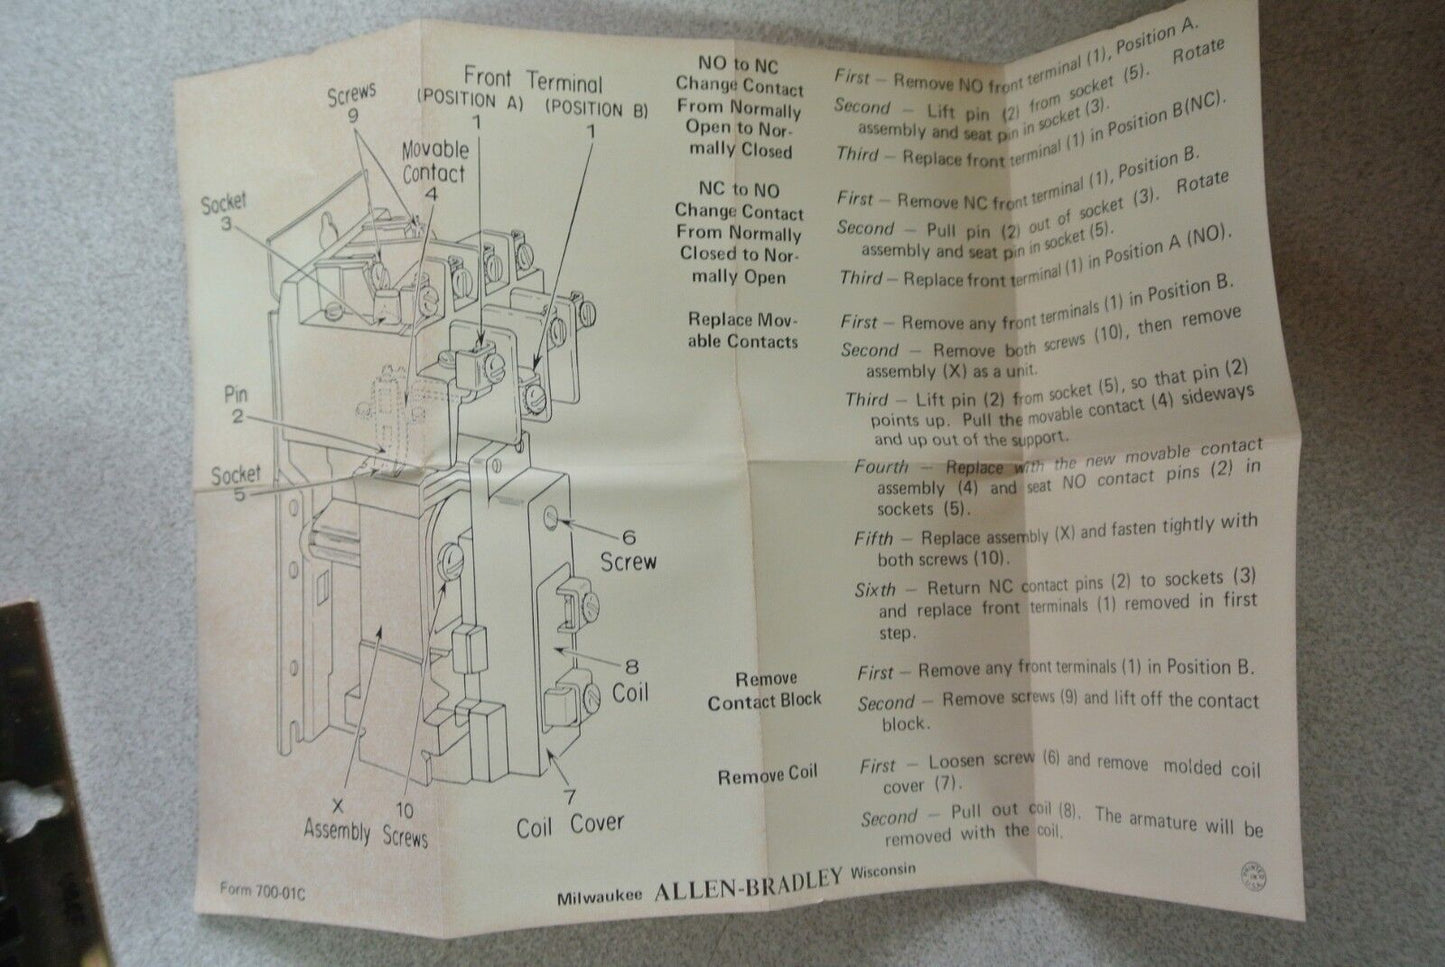 Screws
9
Front Terminal
(POSITION A) (POSITION B)
1 1
Movable
Contact
4
Socket
3
Pin
2
Socket
5
6
Screw
8
Coil
7
Coil Cover
X 10
Assembly Screws
NO to NC
Change Contact
From Normally
Open to Nor-
mally Closed
First — Remove NO front terminal (1), Position A.
Second — Lift pin (2) from socket (5). Rotate
assembly and seat pin in socket (3).
Third — Replace front terminal (1) in Position B(NC).
NC to NO
Change Contact
From Normally
Closed to Nor-
mally Open
First — Remove NC front terminal (1), Position B.
Second — Pull pin (2) out of socket (3). Rotate
assembly and seat pin in socket (5).
Third — Replace front terminal (1) in Position A (NO).
Replace Mov-
able Contacts
First — Remove any front terminals (1) in Position B.
Second — Remove both screws (10), then remove
assembly (X) as a unit.
Third — Lift pin (2) from socket (5), so that pin (2)
points up. Pull the movable contact (4) sideways
and up out of the support.
Fourth — Replace with the new movable contact
assembly (4) and seat NO contact pins (2) in
sockets (5).
Fifth — Replace assembly (X) and fasten tightly with
both screws (10).
Sixth — Return NC contact pins (2) to sockets (3)
and replace front terminals (1) removed in first
step.
Remove
Contact Block
First — Remove any front terminals (1) in Position B.
Second — Remove screws (9) and lift off the contact
block.
Remove Coil
First — Loosen screw (6) and remove molded coil
cover (7).
Second — Pull out coil (8). The armature will be
removed with the coil.
Form 700-01C
Milwaukee ALLEN-BRADLEY Wisconsin
PRINTED
IN
U.S.A.